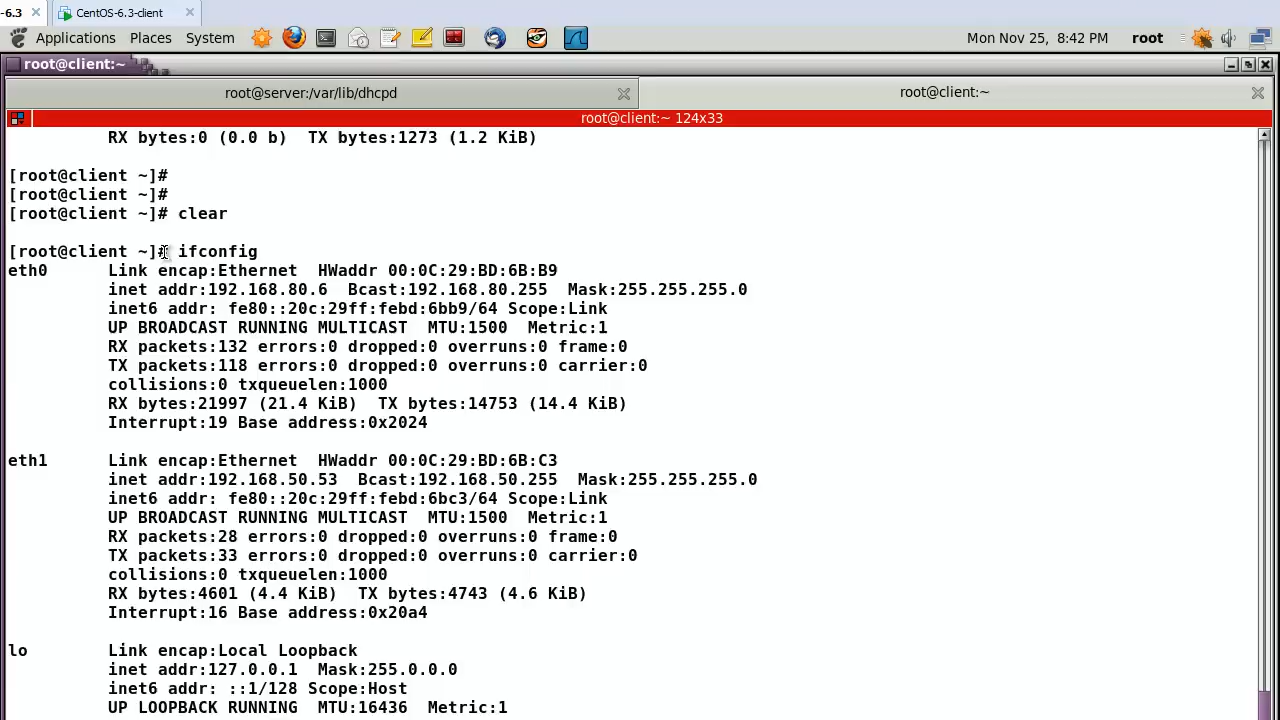 -6.3
CentOS-6.3-client
Applications Places System
Mon Nov 25, 8:42 PM root
root@client:~
root@server:/var/lib/dhcpd
root@client:~
root@client:~ 124x33
RX bytes:0 (0.0 b)  TX bytes:1273 (1.2 KiB)
[root@client ~]#
[root@client ~]#
[root@client ~]# clear
[root@client ~]# ifconfig
eth0      Link encap:Ethernet  HWaddr 00:0C:29:BD:6B:B9
inet addr:192.168.80.6  Bcast:192.168.80.255  Mask:255.255.255.0
inet6 addr: fe80::20c:29ff:febd:6bb9/64 Scope:Link
UP BROADCAST RUNNING MULTICAST  MTU:1500  Metric:1
RX packets:132 errors:0 dropped:0 overruns:0 frame:0
TX packets:118 errors:0 dropped:0 overruns:0 carrier:0
collisions:0 txqueuelen:1000
RX bytes:21997 (21.4 KiB)  TX bytes:14753 (14.4 KiB)
Interrupt:19 Base address:0x2024
eth1      Link encap:Ethernet  HWaddr 00:0C:29:BD:6B:C3
inet addr:192.168.50.53  Bcast:192.168.50.255  Mask:255.255.255.0
inet6 addr: fe80::20c:29ff:febd:6bc3/64 Scope:Link
UP BROADCAST RUNNING MULTICAST  MTU:1500  Metric:1
RX packets:28 errors:0 dropped:0 overruns:0 frame:0
TX packets:33 errors:0 dropped:0 overruns:0 carrier:0
collisions:0 txqueuelen:1000
RX bytes:4601 (4.4 KiB)  TX bytes:4743 (4.6 KiB)
Interrupt:16 Base address:0x20a4
lo        Link encap:Local Loopback
inet addr:127.0.0.1  Mask:255.0.0.0
inet6 addr: ::1/128 Scope:Host
UP LOOPBACK RUNNING  MTU:16436  Metric:1